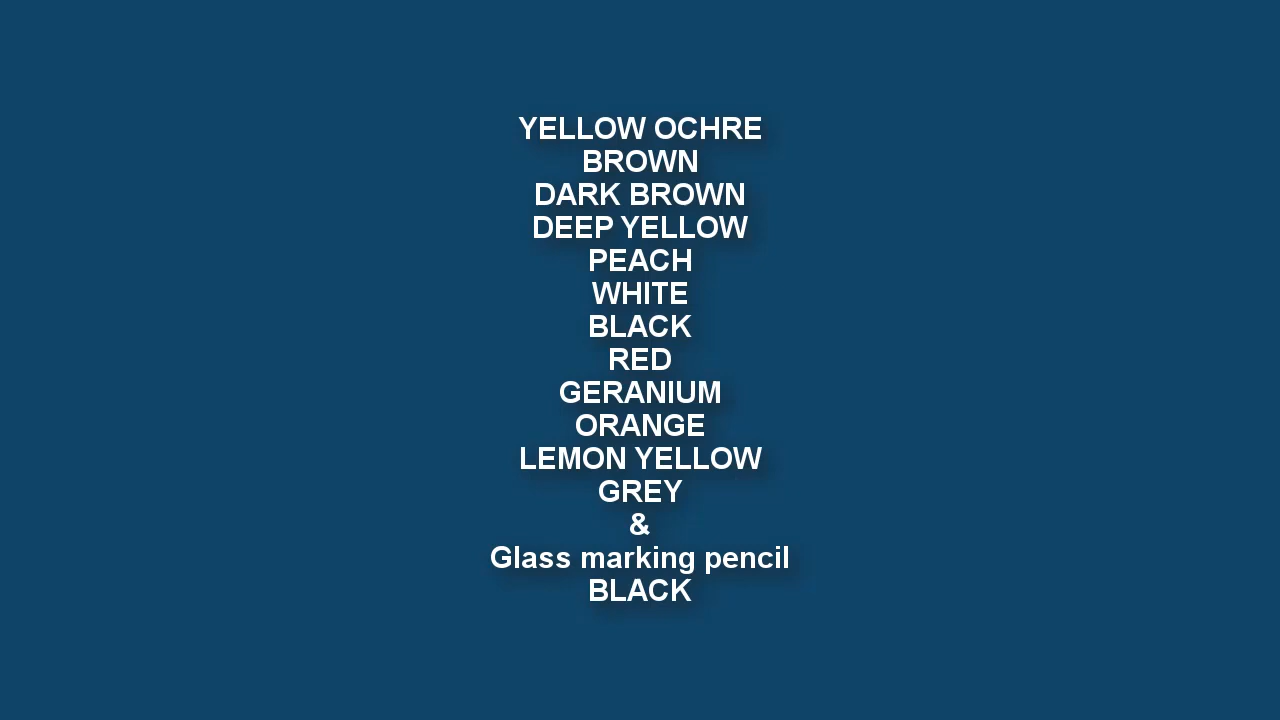 YELLOW OCHRE
BROWN
DARK BROWN
DEEP YELLOW
PEACH
WHITE
BLACK
RED
GERANIUM
ORANGE
LEMON YELLOW
GREY
&
Glass marking pencil
BLACK